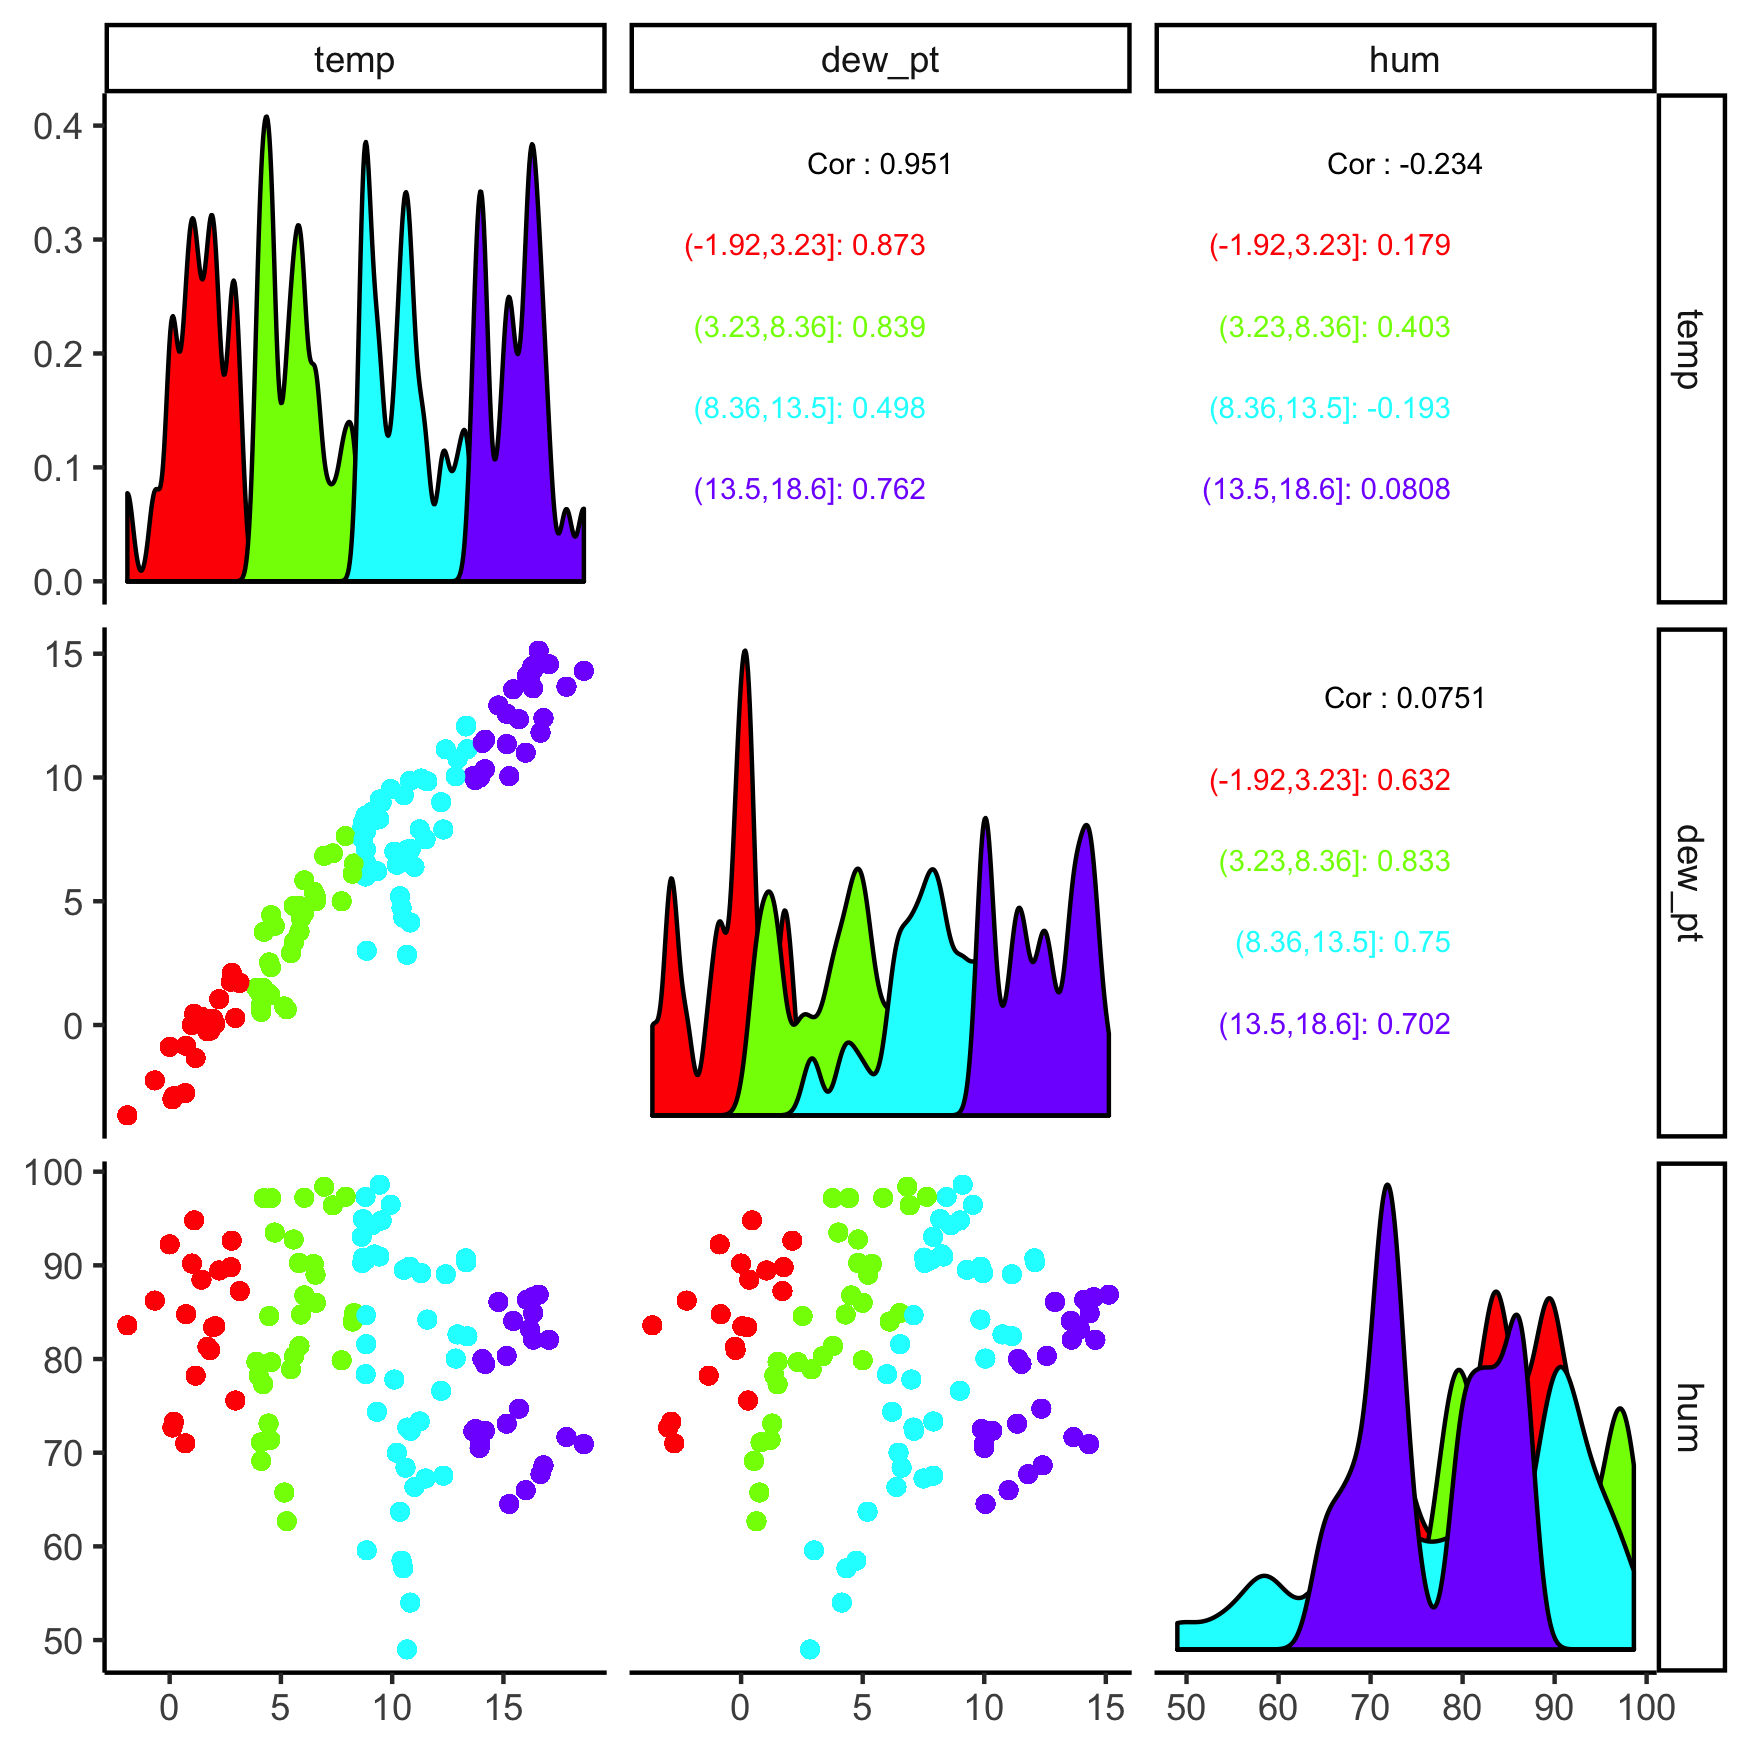 temp
dew_pt
hum
0.4
0.3
0.2
0.1
0.0
Cor : 0.951
(-1.92,3.23]: 0.873
(3.23,8.36]: 0.839
(8.36,13.5]: 0.498
(13.5,18.6]: 0.762
Cor : -0.234
(-1.92,3.23]: 0.179
(3.23,8.36]: 0.403
(8.36,13.5]: -0.193
(13.5,18.6]: 0.0808
temp
15
10
5
0
Cor : 0.0751
(-1.92,3.23]: 0.632
(3.23,8.36]: 0.833
(8.36,13.5]: 0.75
(13.5,18.6]: 0.702
dew_pt
100
90
80
70
60
50
hum
0 5 10 15
0 5 10 15
50 60 70 80 90 100